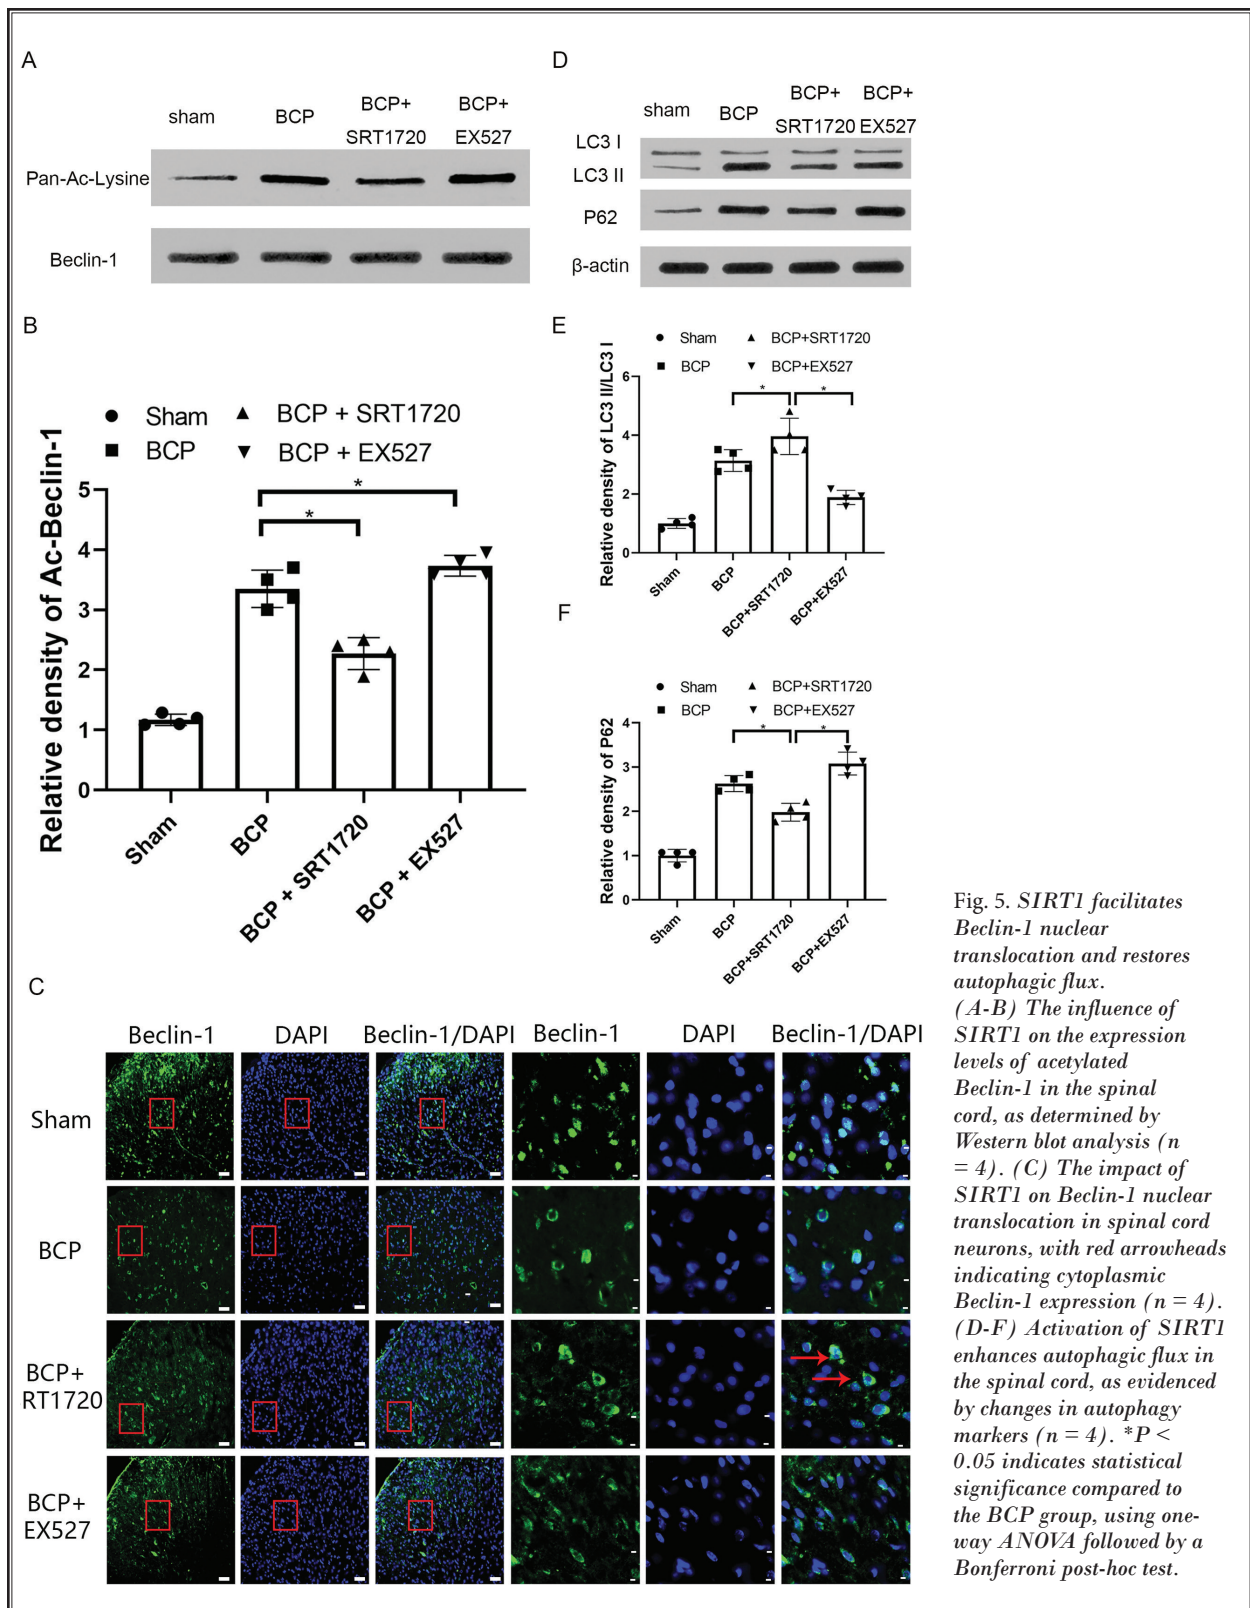 A
sham
BCP
BCP+
SRT1720
BCP+
EX527
Pan-Ac-Lysine
Beclin-1
D
sham
BCP
BCP+
SRT1720
BCP+
EX527
LC3 I
LC3 II
P62
β-actin
B
Sham
BCP + SRT1720
BCP
BCP + EX527
Relative density of Ac-Beclin-1
5
4
3
2
1
0
*
*
Sham
BCP
BCP + SRT1720
BCP + EX527
E
Sham
BCP+SRT1720
BCP
BCP+EX527
Relative density of LC3 II/LC3 I
6
4
2
0
*
*
Sham
BCP
BCP+SRT1720
BCP+EX527
F
Sham
BCP+SRT1720
BCP
BCP+EX527
Relative density of P62
4
3
2
1
0
*
*
Sham
BCP
BCP+SRT1720
BCP+EX527
C
Beclin-1 DAPI Beclin-1/DAPI Beclin-1 DAPI Beclin-1/DAPI
Sham
BCP
BCP+
RT1720
BCP+
EX527
Fig. 5. SIRT1 facilitates
Beclin-1 nuclear
translocation and restores
autophagic flux.
(A-B) The influence of
SIRT1 on the expression
levels of acetylated
Beclin-1 in the spinal
cord, as determined by
Western blot analysis (n
= 4). (C) The impact of
SIRT1 on Beclin-1 nuclear
translocation in spinal cord
neurons, with red arrowheads
indicating cytoplasmic
Beclin-1 expression (n = 4).
(D-F) Activation of SIRT1
enhances autophagic flux in
the spinal cord, as evidenced
by changes in autophagy
markers (n = 4). *P <
0.05 indicates statistical
significance compared to
the BCP group, using one-
way ANOVA followed by a
Bonferroni post-hoc test.